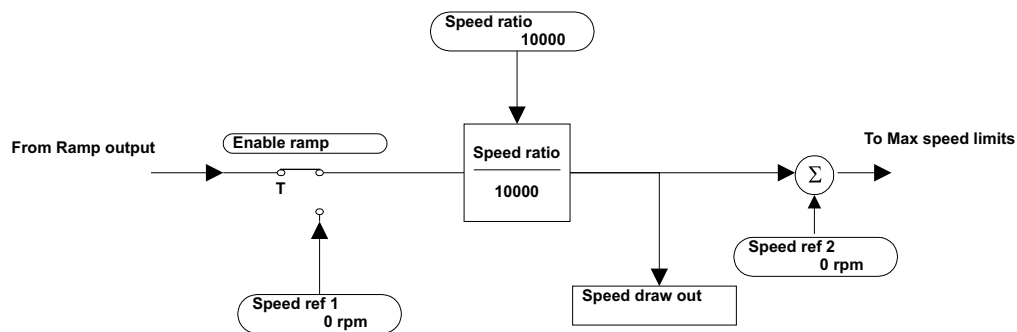 Speed ratio
10000
From Ramp output
Enable ramp
T
Speed ratio
10000
To Max speed limits
Σ
Speed ref 1
0 rpm
Speed draw out
Speed ref 2
0 rpm